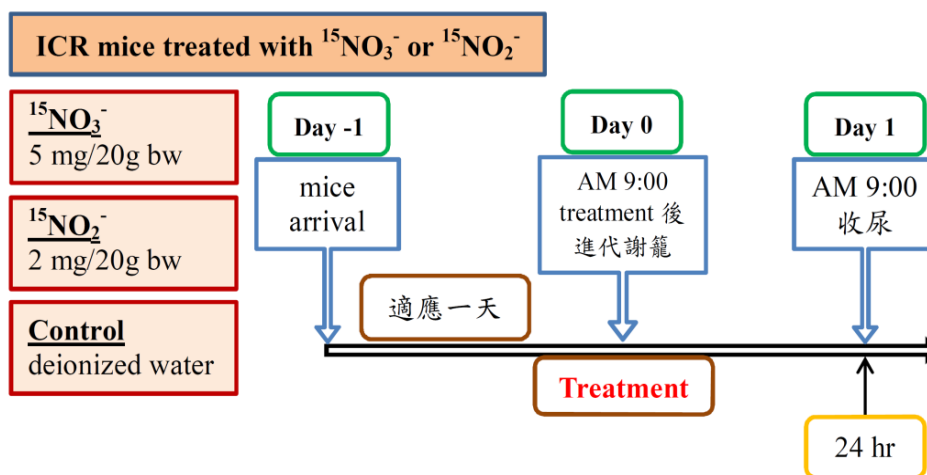 ICR mice treated with ¹⁵NO₃⁻ or ¹⁵NO₂⁻
¹⁵NO₃⁻
5 mg/20g bw
¹⁵NO₂⁻
2 mg/20g bw
Control
deionized water
Day -1
mice
arrival
Day 0
AM 9:00
treatment 後
進代謝籠
Day 1
AM 9:00
收尿
適應一天
Treatment
24 hr